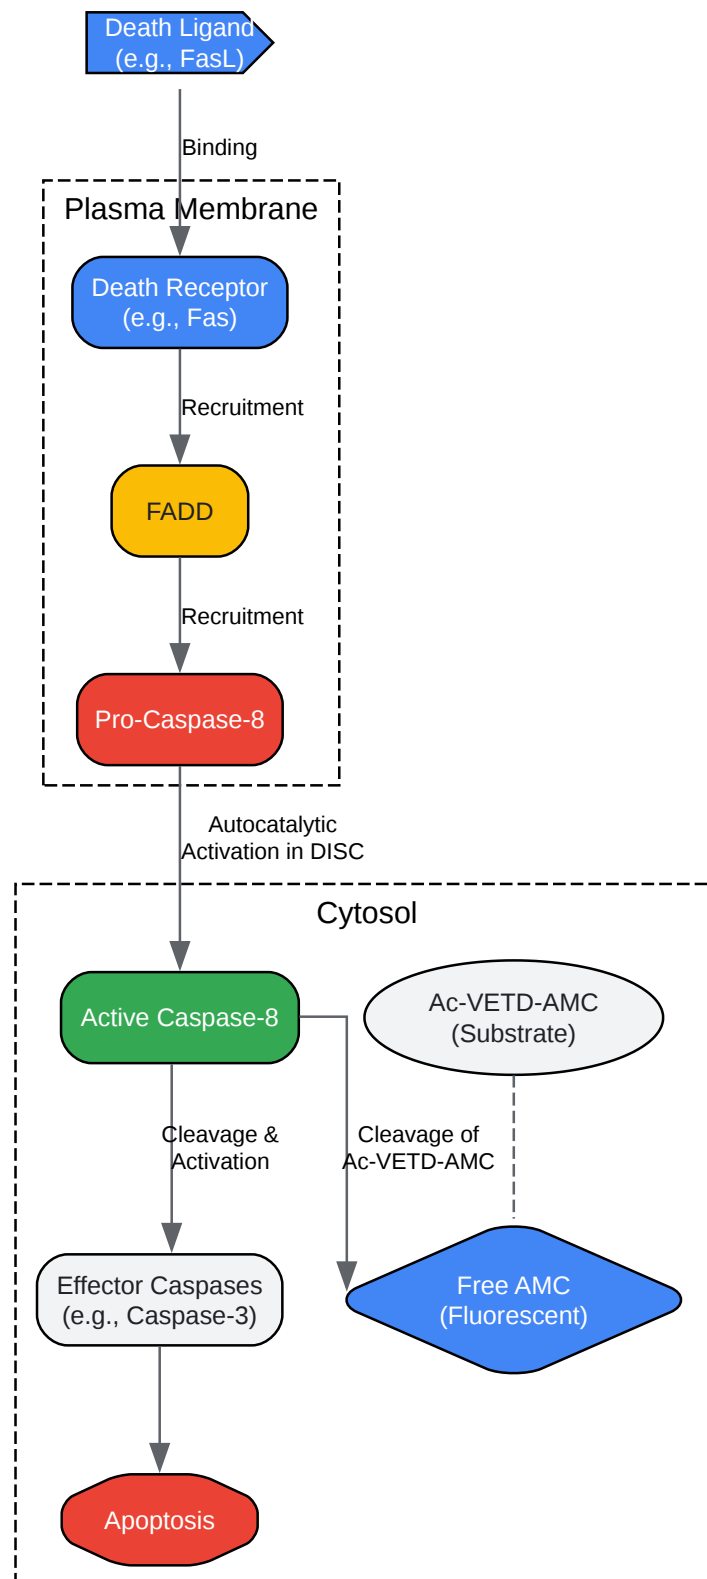 Death Ligand
(e.g., FasL)
Binding
Plasma Membrane
Death Receptor
(e.g., Fas)
Recruitment
FADD
Recruitment
Pro-Caspase-8
Autocatalytic
Activation in DISC
Cytosol
Active Caspase-8
Ac-VETD-AMC
(Substrate)
Cleavage &
Activation
Cleavage of
Ac-VETD-AMC
Effector Caspases
(e.g., Caspase-3)
Free AMC
(Fluorescent)
Apoptosis